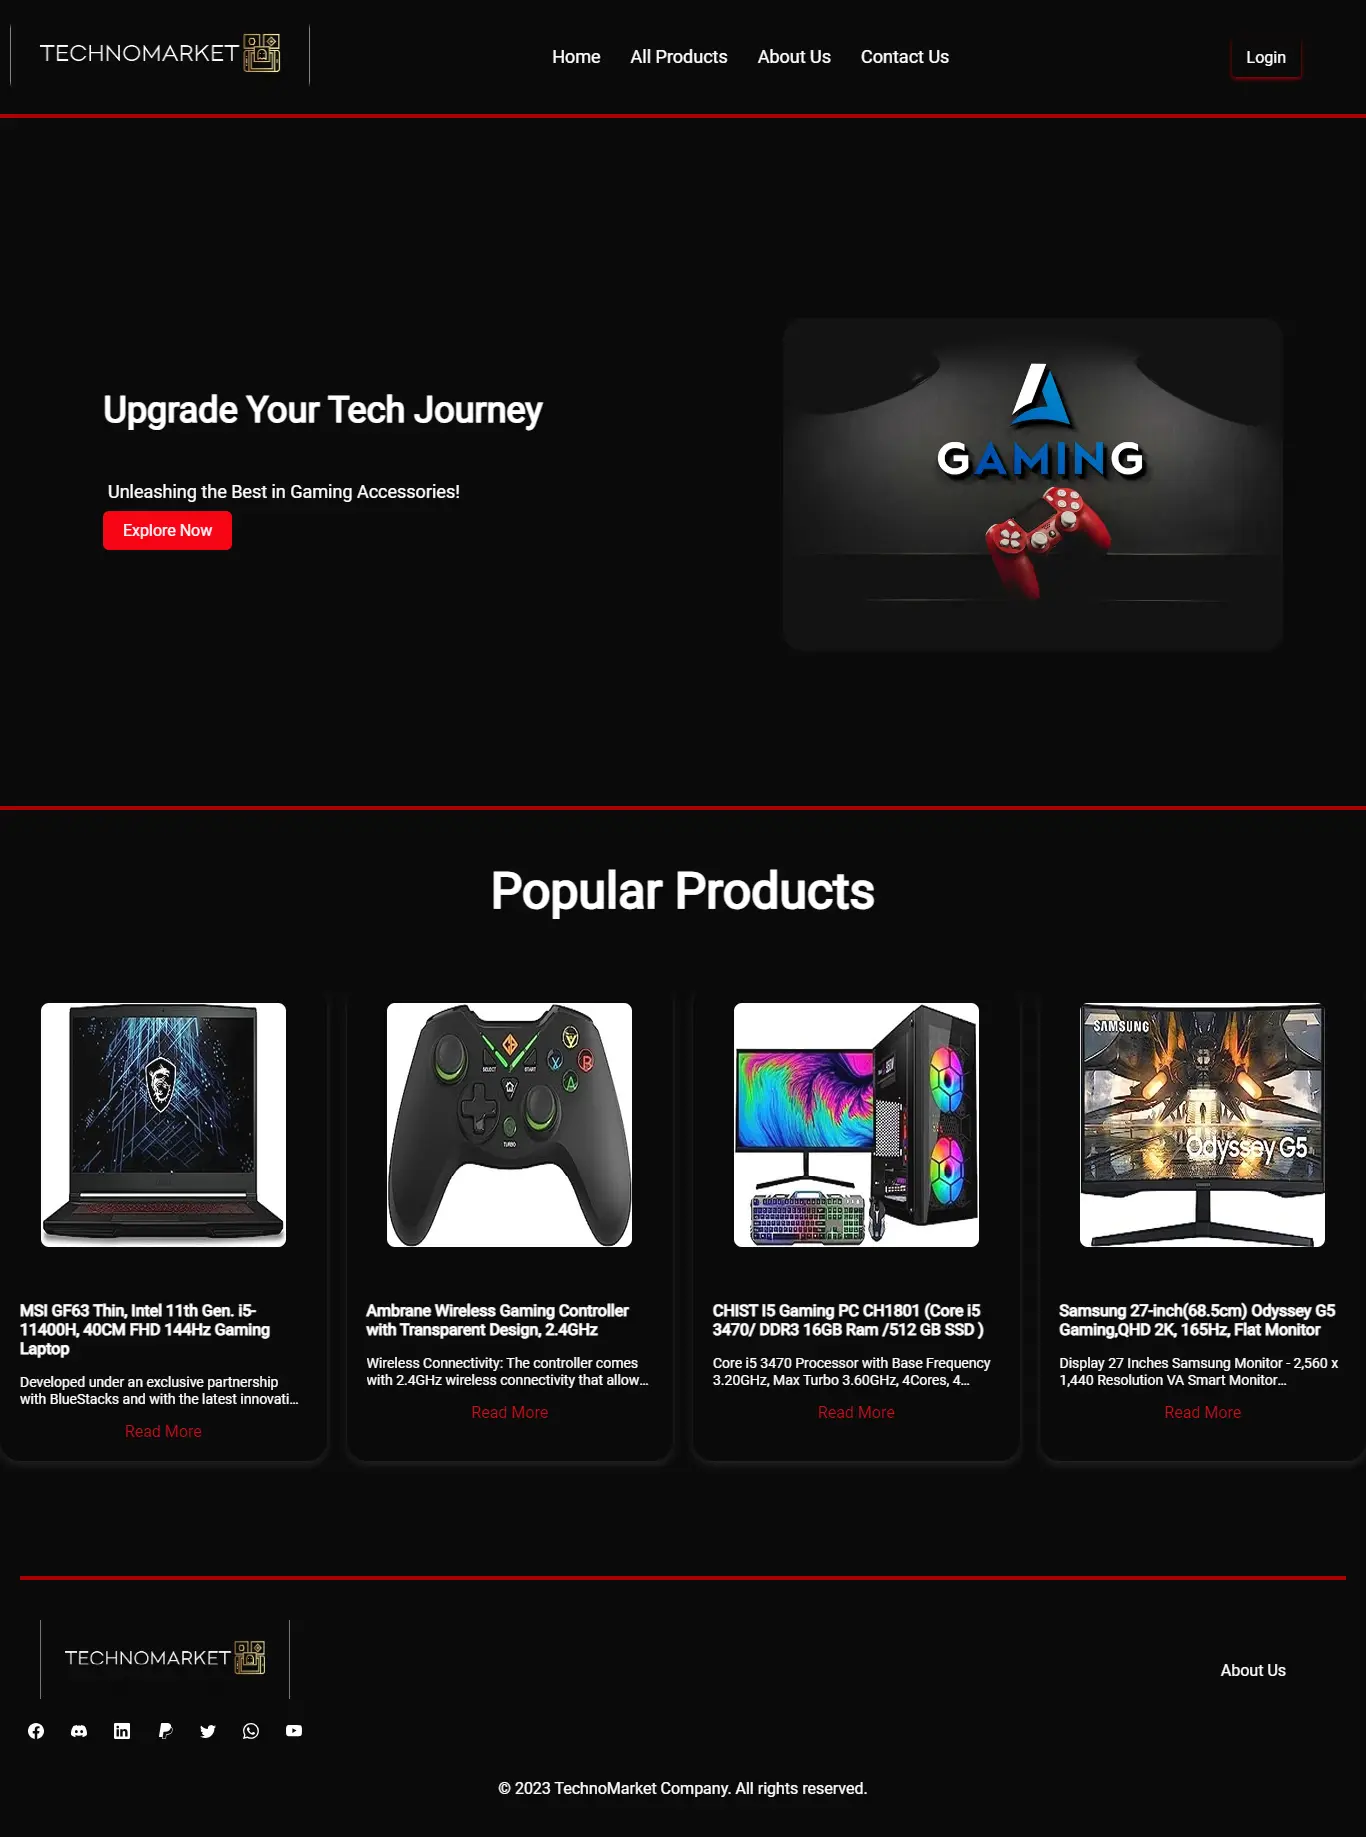 TECHNOMARKET
Home
All Products
About Us
Contact Us
Login
Upgrade Your Tech Journey
Unleashing the Best in Gaming Accessories!
Explore Now
GAMING
Popular Products
SELECT
START
Y
X
B
A
TURBO
SAMSUNG
Odyssey G5
MSI GF63 Thin, Intel 11th Gen. i5-
11400H, 40CM FHD 144Hz Gaming
Laptop
Developed under an exclusive partnership
with BlueStacks and with the latest innovati...
Read More
Ambrane Wireless Gaming Controller
with Transparent Design, 2.4GHz
Wireless Connectivity: The controller comes
with 2.4GHz wireless connectivity that allow...
Read More
CHIST I5 Gaming PC CH1801 (Core i5
3470/ DDR3 16GB Ram /512 GB SSD )
Core i5 3470 Processor with Base Frequency
3.20GHz, Max Turbo 3.60GHz, 4Cores, 4...
Read More
Samsung 27-inch(68.5cm) Odyssey G5
Gaming,QHD 2K, 165Hz, Flat Monitor
Display 27 Inches Samsung Monitor - 2,560 x
1,440 Resolution VA Smart Monitor...
Read More
TECHNOMARKET
About Us
© 2023 TechnoMarket Company. All rights reserved.